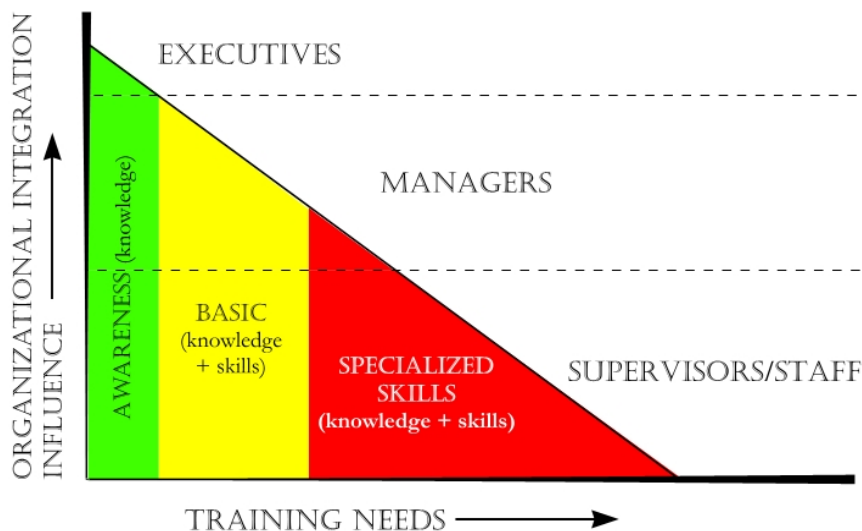 EXECUTIVES
MANAGERS
SUPERVISORS/STAFF
ORGANIZATIONAL INTEGRATION
INFLUENCE
AWARENESS (knowledge)
BASIC
(knowledge
+ skills)
SPECIALIZED
SKILLS
(knowledge + skills)
TRAINING NEEDS